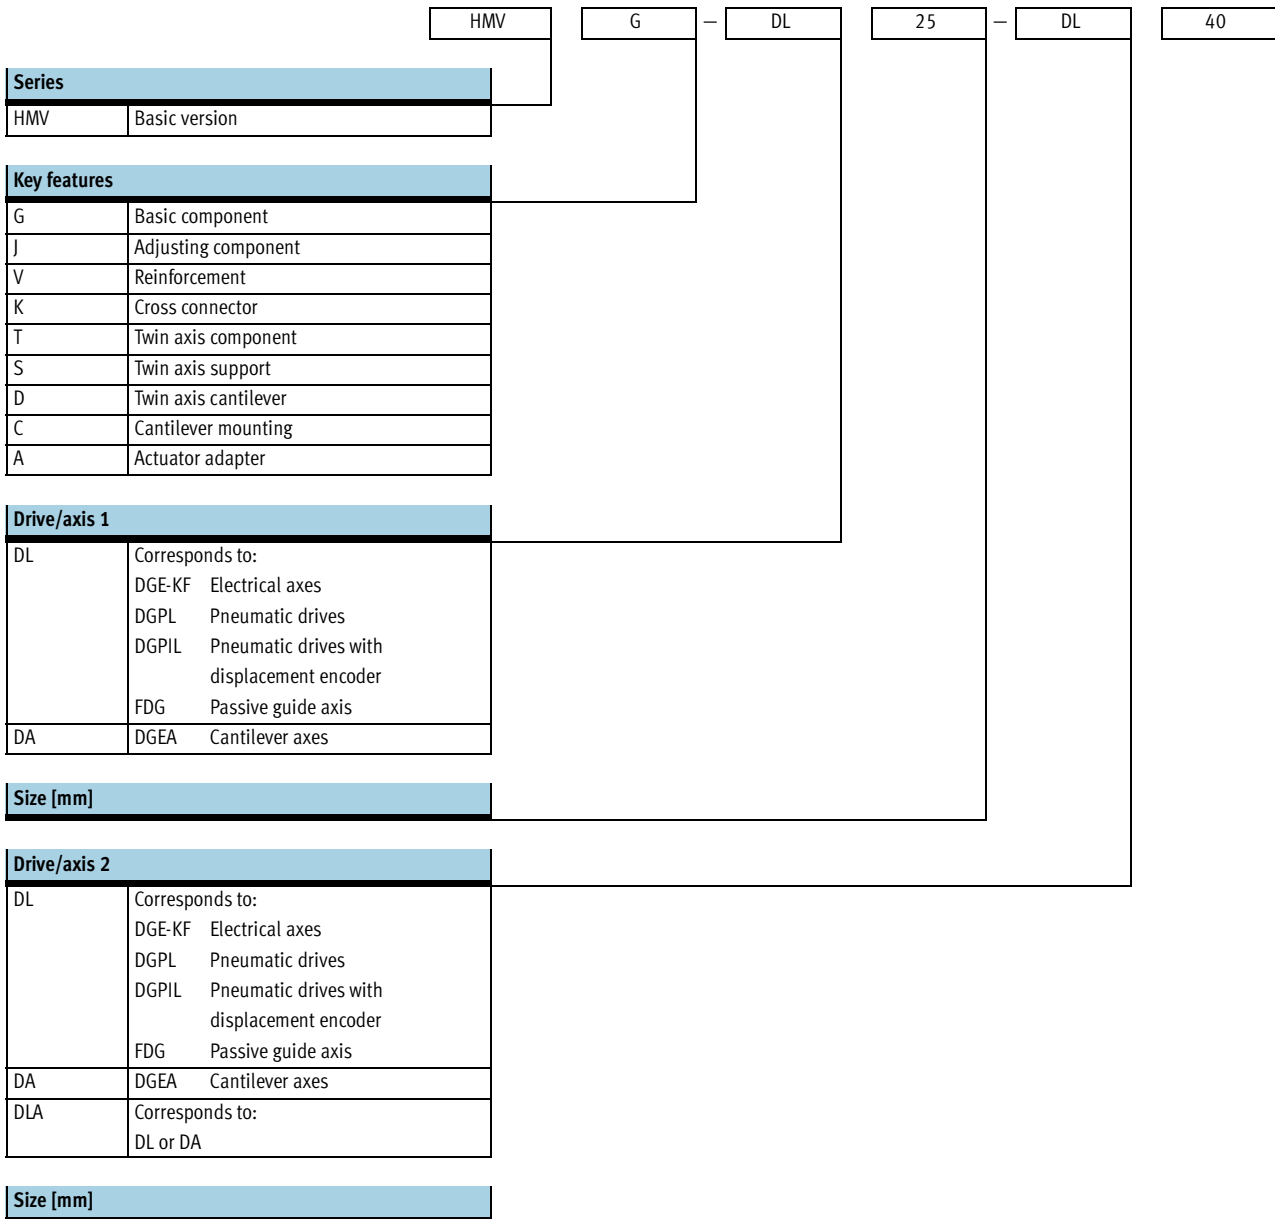 HMV G – DL 25 – DL 40
Series
HMV Basic version
Key features
G Basic component
J Adjusting component
V Reinforcement
K Cross connector
T Twin axis component
S Twin axis support
D Twin axis cantilever
C Cantilever mounting
A Actuator adapter
Drive/axis 1
DL Corresponds to:
DGE-KF Electrical axes
DGPL Pneumatic drives
DGPIL Pneumatic drives with
displacement encoder
FDG Passive guide axis
DA DGEA Cantilever axes
Size [mm]
Drive/axis 2
DL Corresponds to:
DGE-KF Electrical axes
DGPL Pneumatic drives
DGPIL Pneumatic drives with
displacement encoder
FDG Passive guide axis
DA DGEA Cantilever axes
DLA Corresponds to:
DL or DA
Size [mm]